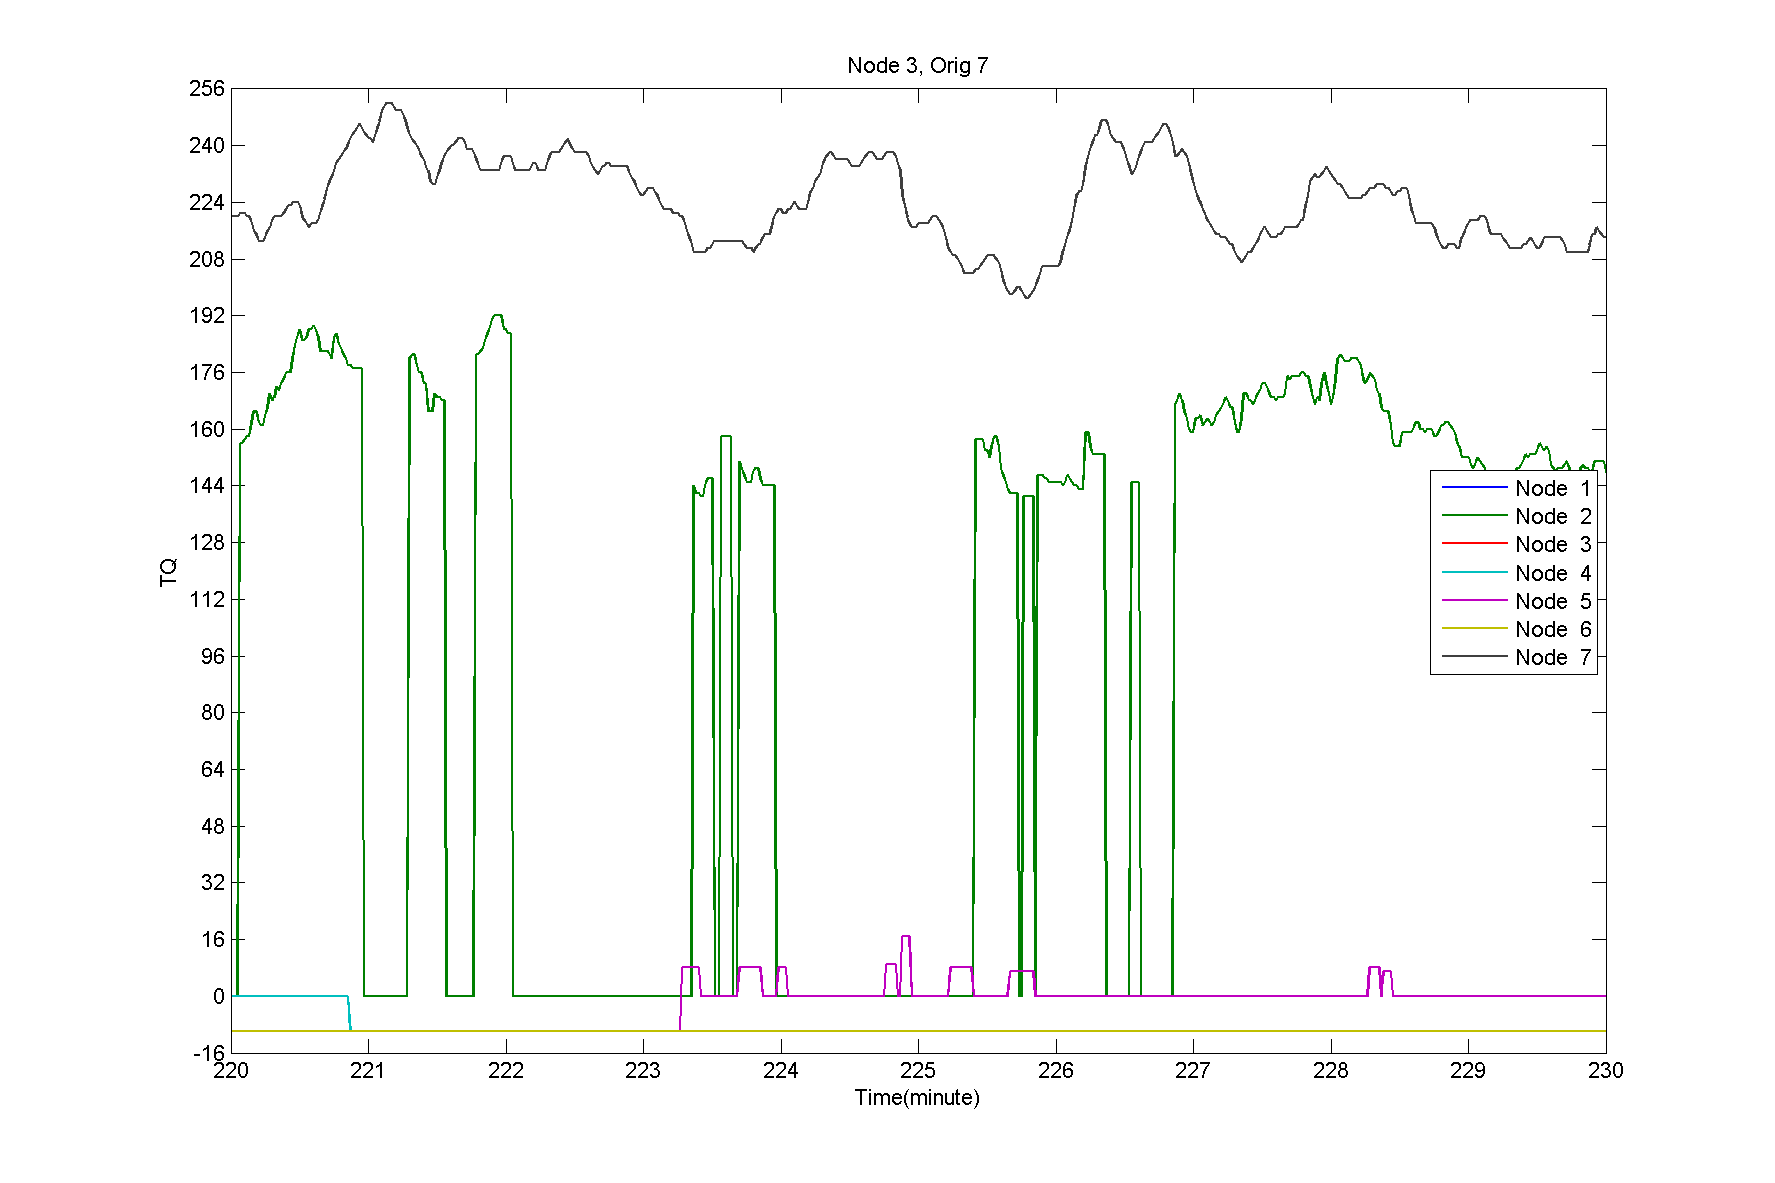 Node 3, Orig 7
256
240
224
208
192
176
160
144
128
112
96
80
64
48
32
16
0
-16
TQ
Node 1
Node 2
Node 3
Node 4
Node 5
Node 6
Node 7
220 221 222 223 224 225 226 227 228 229 230
Time(minute)